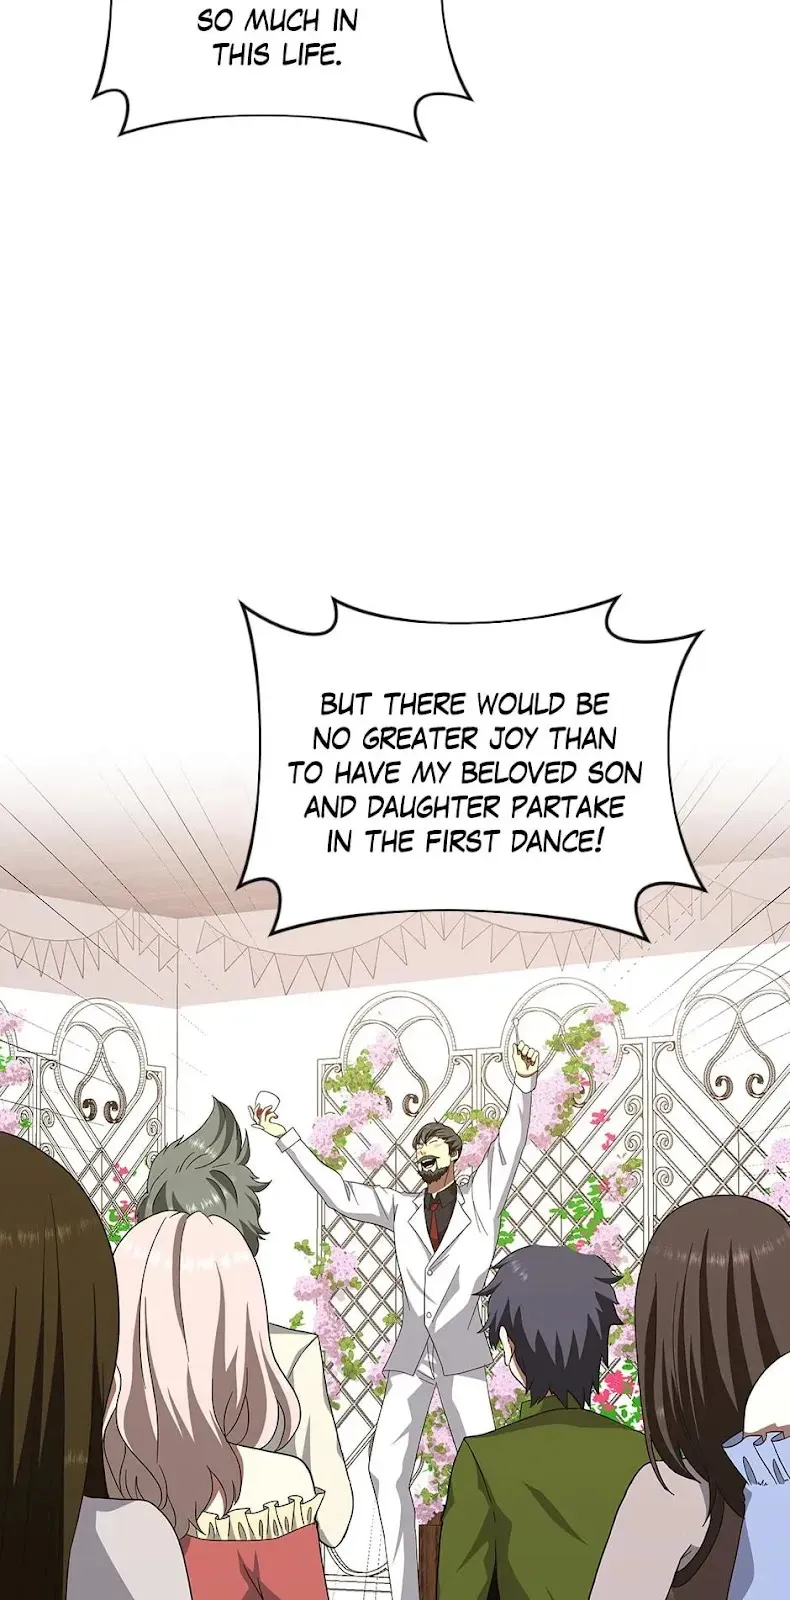 SO MUCH IN
THIS LIFE.
BUT THERE WOULD BE
NO GREATER JOY THAN
TO HAVE MY BELOVED SON
AND DAUGHTER PARTAKE
IN THE FIRST DANCE!